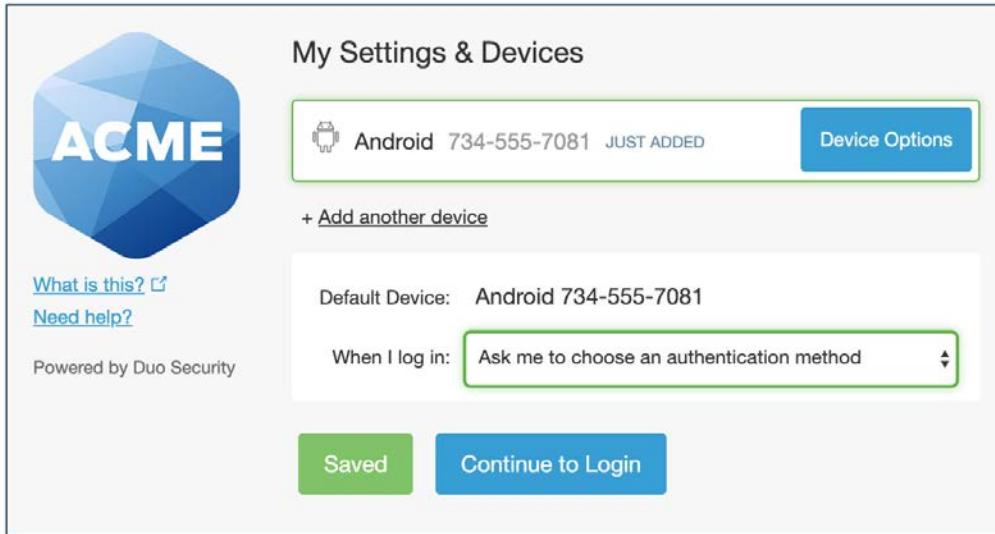 ACME
What is this?
Need help?
Powered by Duo Security
My Settings & Devices
Android 734-555-7081 JUST ADDED
Device Options
+ Add another device
Default Device: Android 734-555-7081
When I log in: Ask me to choose an authentication method
Saved
Continue to Login